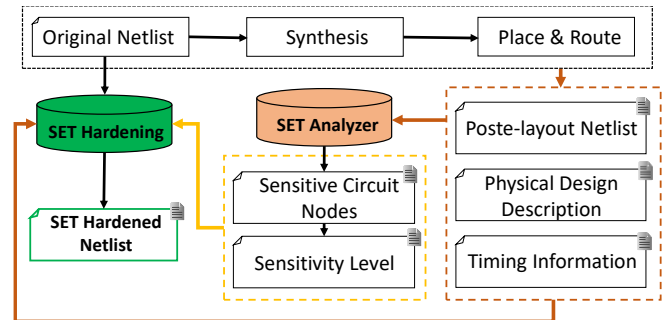 Original Netlist
Synthesis
Place & Route
SET Hardening
SET Analyzer
Poste-layout Netlist
Sensitive Circuit
Nodes
Physical Design
Description
SET Hardened
Netlist
Sensitivity Level
Timing Information